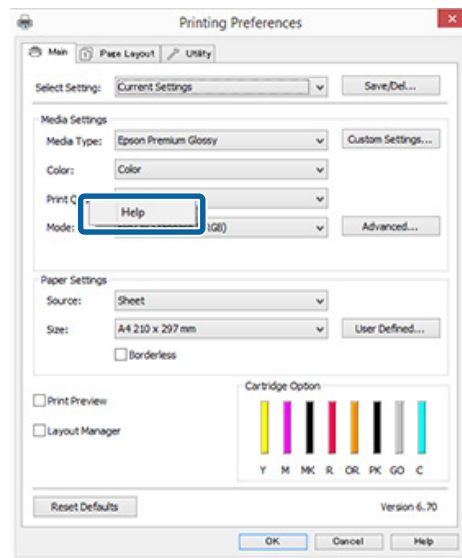 Printing Preferences
Main Page Layout Utility
Select Setting: Current Settings Save/Del...
Media Settings
Media Type: Epson Premium Glossy Custom Settings...
Color: Color
Print Q
Help
Mode: RGB) Advanced...
Paper Settings
Source: Sheet
Size: A4 210 x 297 mm User Defined...
Borderless
Cartridge Option
Print Preview
Layout Manager
Y M MK R OR PK GO C
Reset Defaults Version 6.70
OK Cancel Help